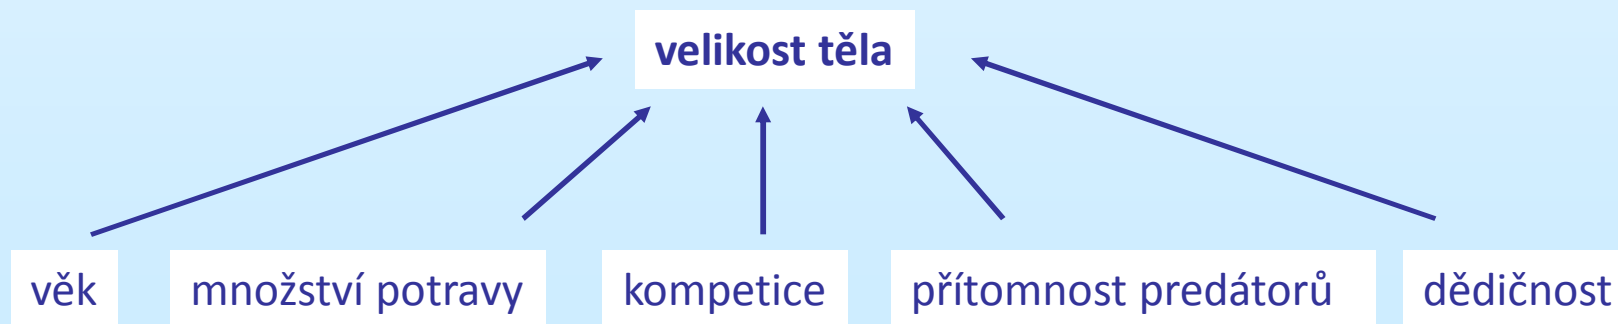 velikost těla
věk
množství potravy
kompetice
přítomnost predátorů
dědičnost